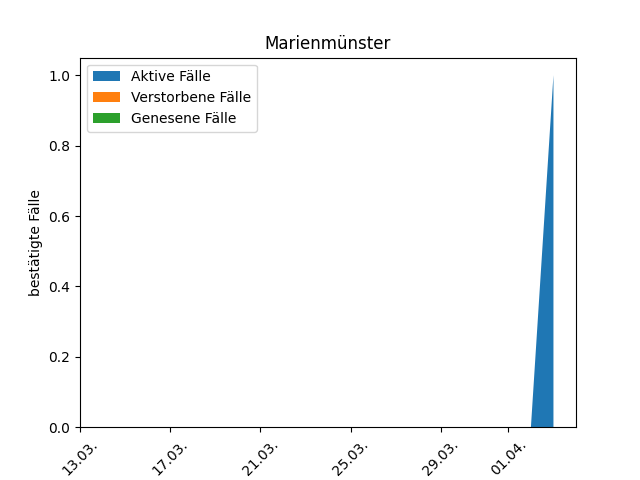 Marienmünster
Aktive Fälle
Verstorbene Fälle
Genesene Fälle
bestätigte Fälle
1.0
0.8
0.6
0.4
0.2
0.0
13.03.
17.03.
21.03.
25.03.
29.03.
01.04.